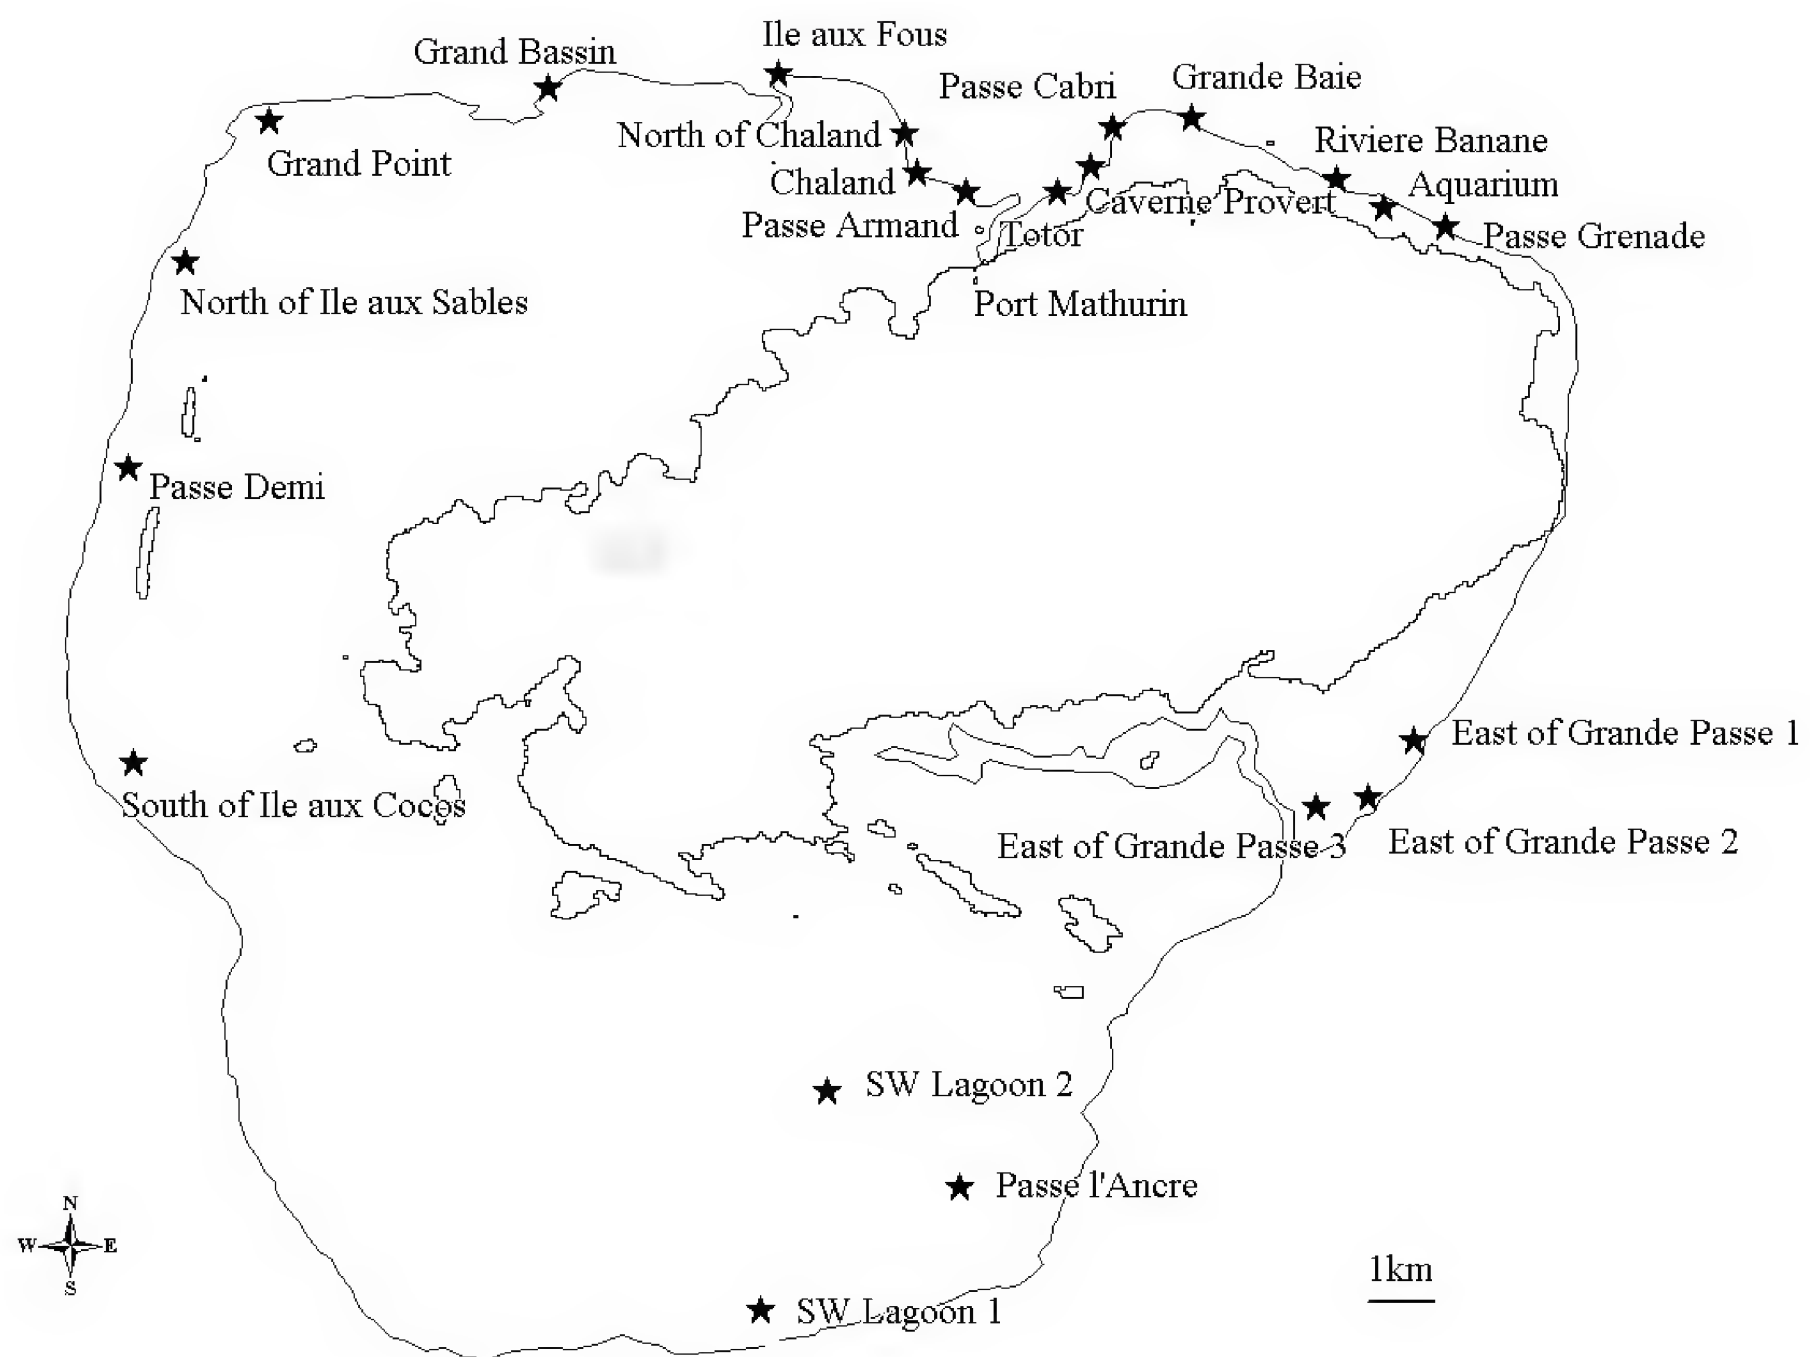 Ile aux Fous
Grand Bassin
Passe Cabri
Grande Baie
North of Chaland
Riviere Banane
Grand Point
Chaland
Aquarium
Caverne Provert
Passe Armand
Totor
Passe Grenade
North of Ile aux Sables
Port Mathurin
Passe Demi
East of Grande Passe 1
South of Ile aux Cocos
East of Grande Passe 3
East of Grande Passe 2
SW Lagoon 2
Passe l'Ancre
N
W E
S
1km
SW Lagoon 1